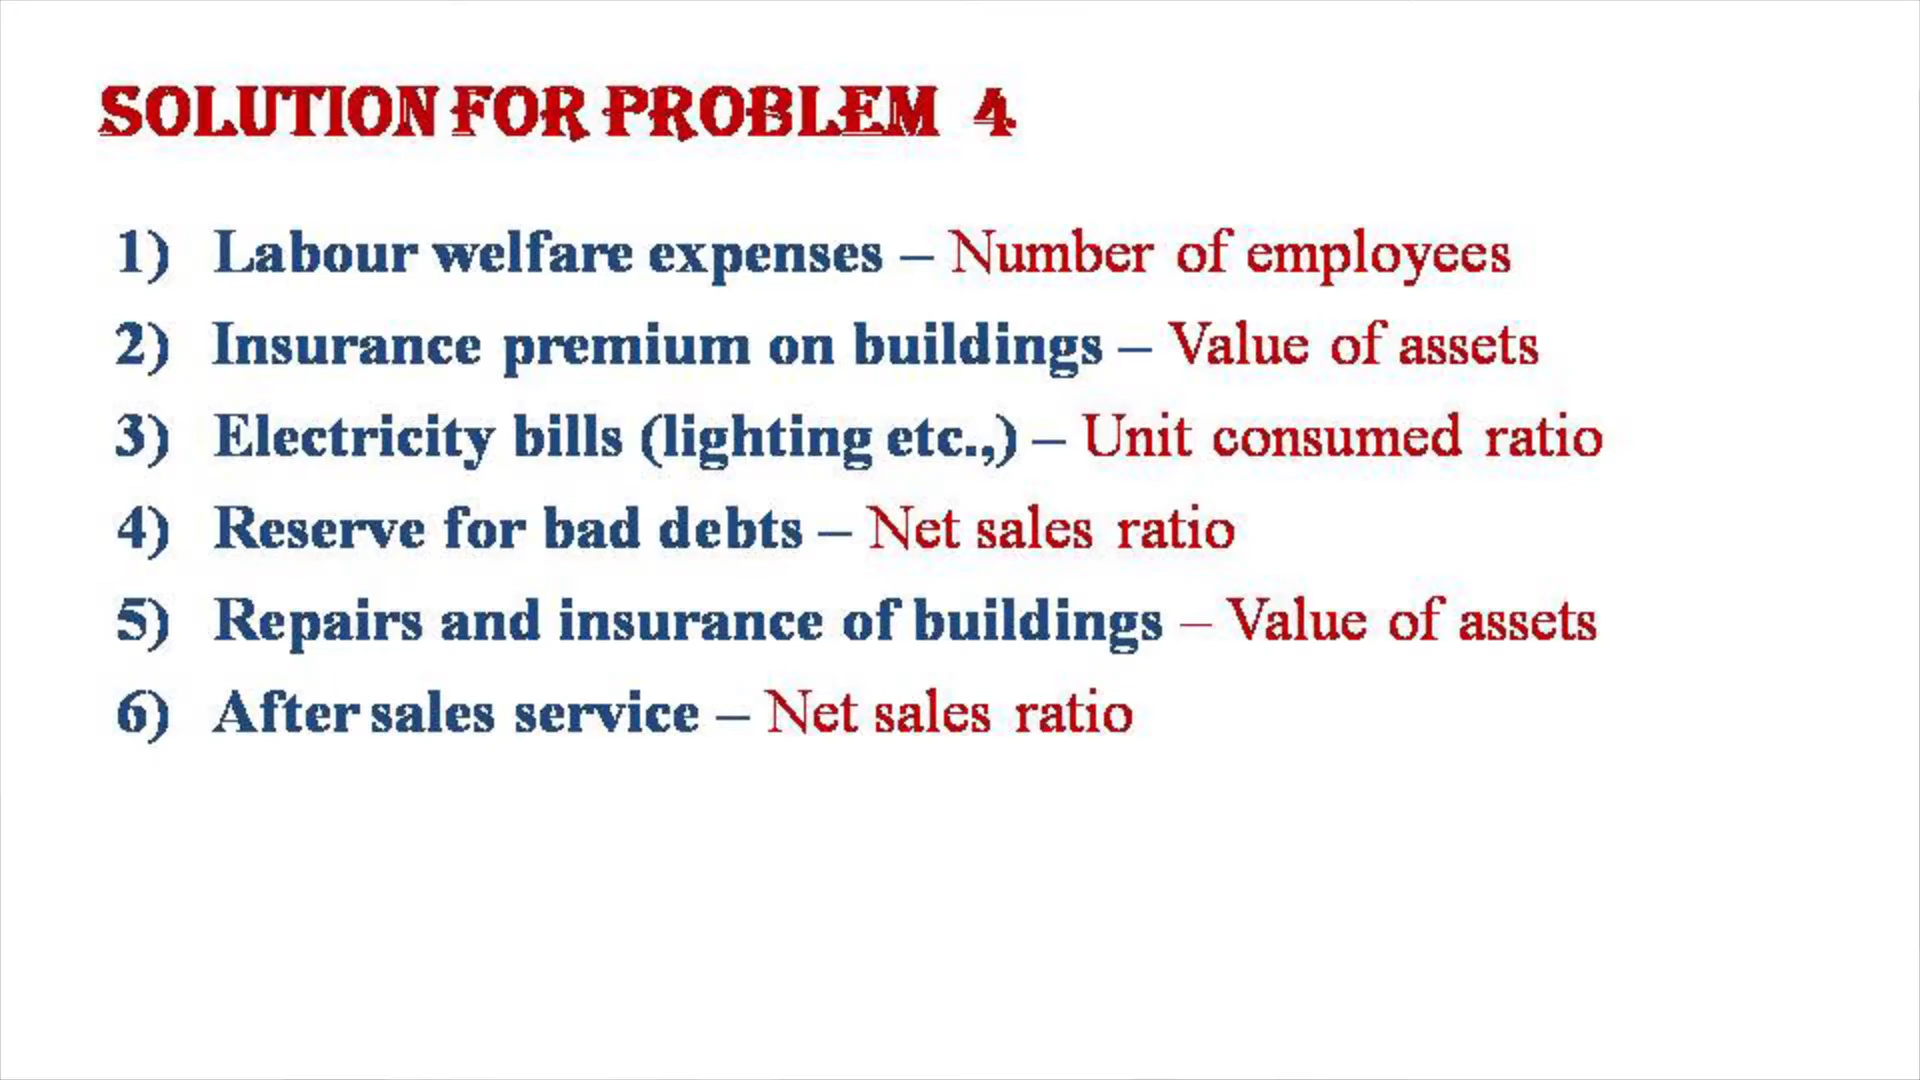 SOLUTION FOR PROBLEM 4
1) Labour welfare expenses – Number of employees
2) Insurance premium on buildings – Value of assets
3) Electricity bills (lighting etc.,) – Unit consumed ratio
4) Reserve for bad debts – Net sales ratio
5) Repairs and insurance of buildings – Value of assets
6) After sales service – Net sales ratio